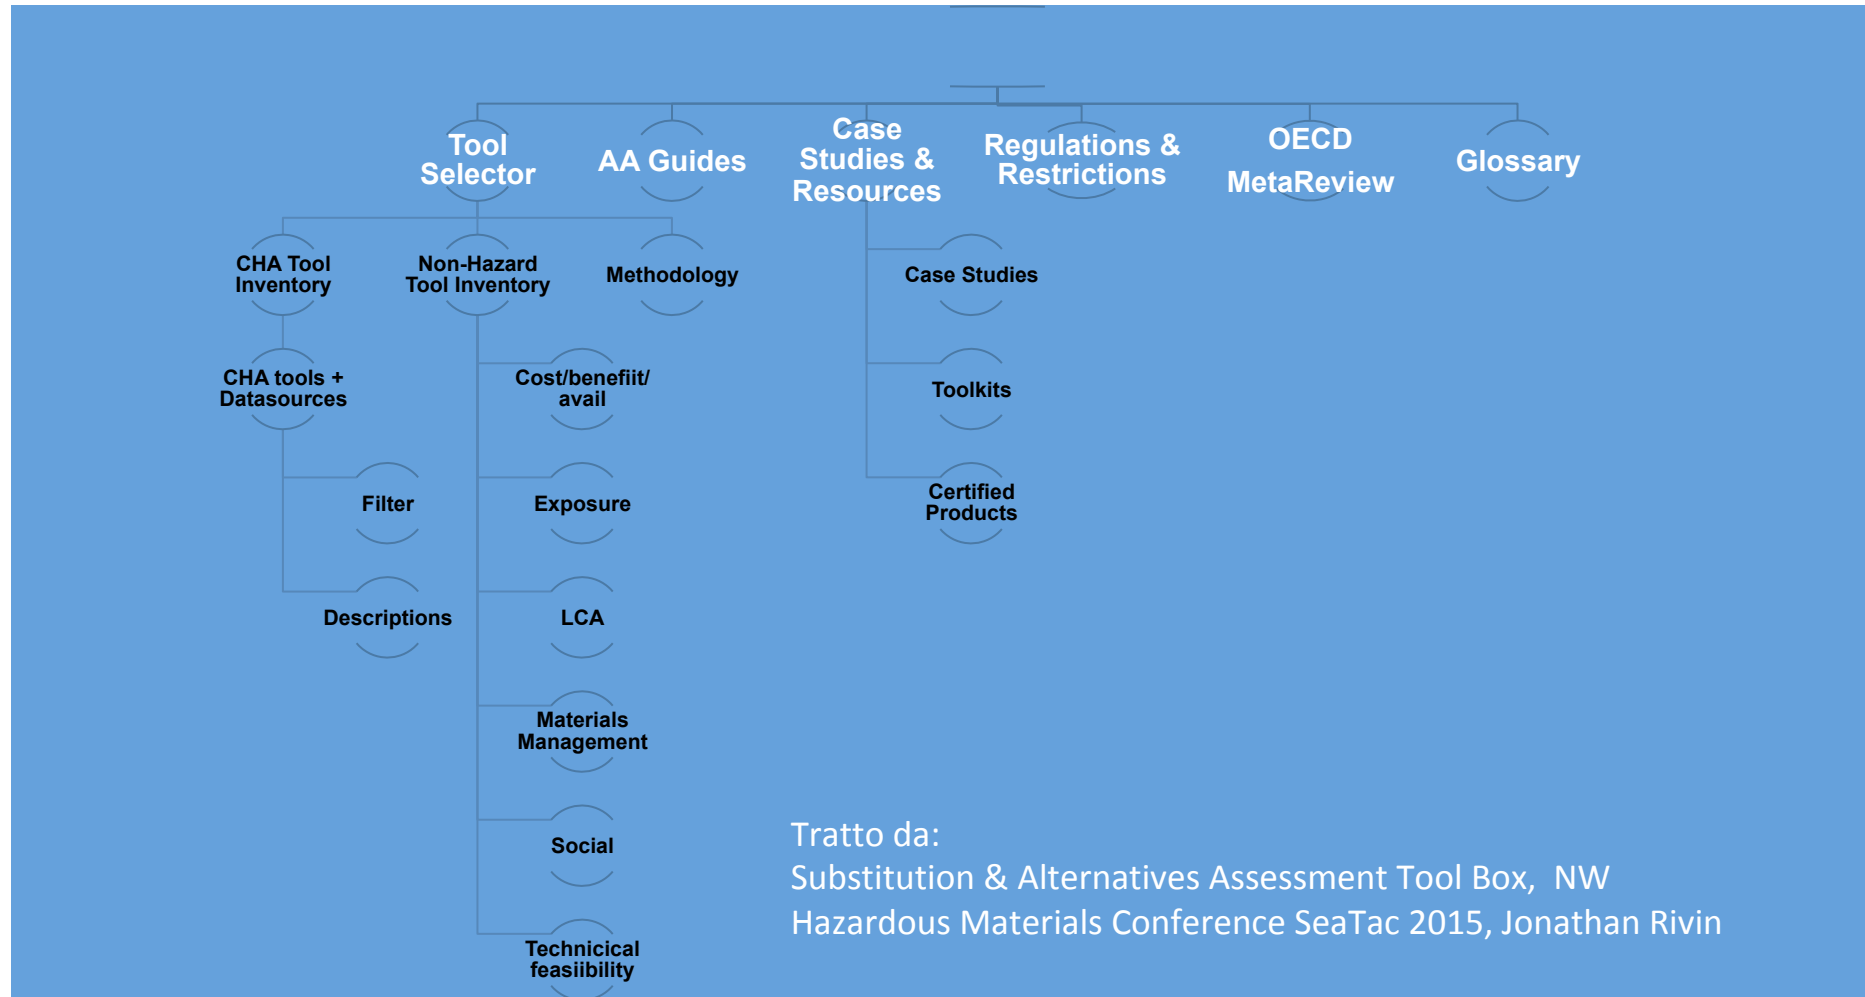 Tool
Selector
AA Guides
Case
Studies &
Resources
Regulations &
Restrictions
OECD
MetaReview
Glossary
CHA Tool
Inventory
Non-Hazard
Tool Inventory
Methodology
Case Studies
CHA tools +
Datasources
Cost/benefiit/
avail
Toolkits
Filter
Exposure
Certified
Products
Descriptions
LCA
Materials
Management
Social
Technicical
feasiibility
Tratto da:
Substitution & Alternatives Assessment Tool Box, NW
Hazardous Materials Conference SeaTac 2015, Jonathan Rivin